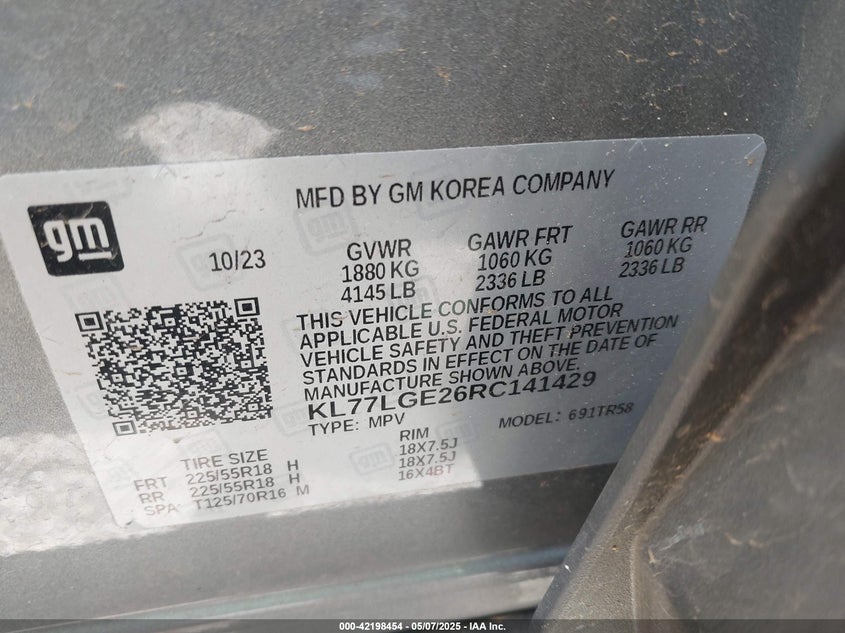 MFD BY GM KOREA COMPANY
gm
10/23
GVWR
1880 KG
4145 LB
GAWR FRT
1060 KG
2336 LB
GAWR RR
1060 KG
2336 LB
THIS VEHICLE CONFORMS TO ALL
APPLICABLE U.S. FEDERAL MOTOR
VEHICLE SAFETY AND THEFT PREVENTION
STANDARDS IN EFFECT ON THE DATE OF
MANUFACTURE SHOWN ABOVE.
KL77LGE26RC141429
TYPE: MPV
MODEL: 691TR58
TIRE SIZE
RIM
FRT 225/55R18 H 18X7.5J
RR 225/55R18 H 18X7.5J
SPA T125/70R16 M 16X4BT
000-42198454 - 05/07/2025 - IAA Inc.